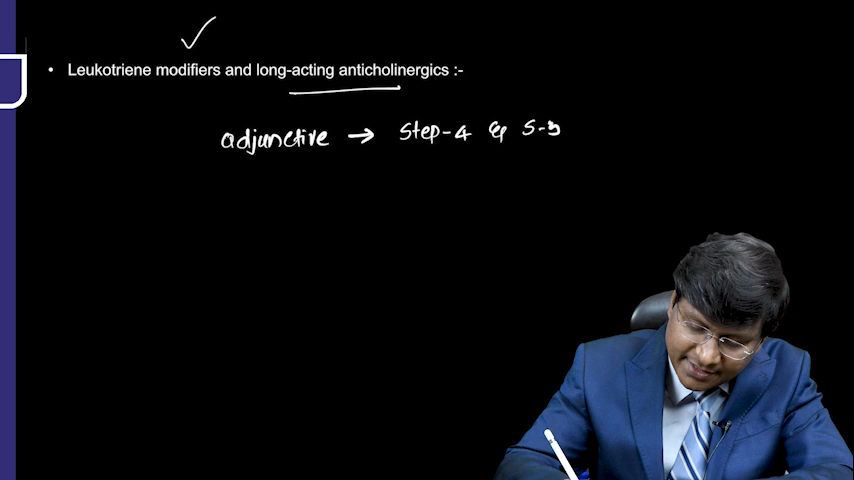 • Leukotriene modifiers and long-acting anticholinergics :-
adjunctive → Step-4 & S-5